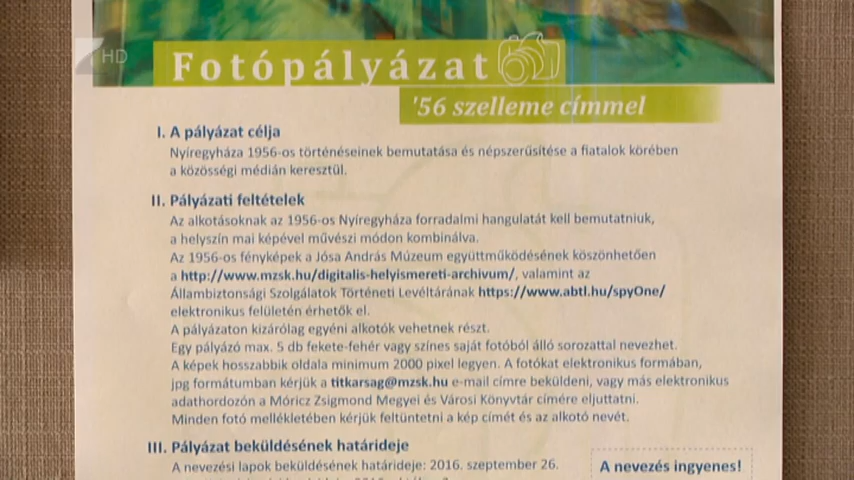 HD
Fotópályázat
'56 szelleme címmel
I. A pályázat célja
Nyíregyháza 1956-os történéseinek bemutatása és népszerűsítése a fiatalok körében
a közösségi médián keresztül.
II. Pályázati feltételek
Az alkotásoknak az 1956-os Nyíregyháza forradalmi hangulatát kell bemutatniuk,
a helyszín mai képével művészi módon kombinálva.
Az 1956-os fényképek a Jósa András Múzeum együttműködésének köszönhetően
a http://www.mzsk.hu/digitalis-helyismereti-archivum/, valamint az
Állambiztonsági Szolgálatok Történeti Levéltárának https://www.abtl.hu/spyOne/
elektronikus felületén érhetők el.
A pályázaton kizárólag egyéni alkotók vehetnek részt.
Egy pályázó max. 5 db fekete-fehér vagy színes saját fotóból álló sorozattal nevezhet.
A képek hosszabbik oldala minimum 2000 pixel legyen. A fotókat elektronikus formában,
jpg formátumban kérjük a titkarsag@mzsk.hu e-mail címre beküldeni, vagy más elektronikus
adathordozón a Móricz Zsigmond Megyei és Városi Könyvtár címére eljuttatni.
Minden fotó mellékletében kérjük feltüntetni a kép címét és az alkotó nevét.
III. Pályázat beküldésének határideje
A nevezési lapok beküldésének határideje: 2016. szeptember 26.
A nevezés ingyenes!